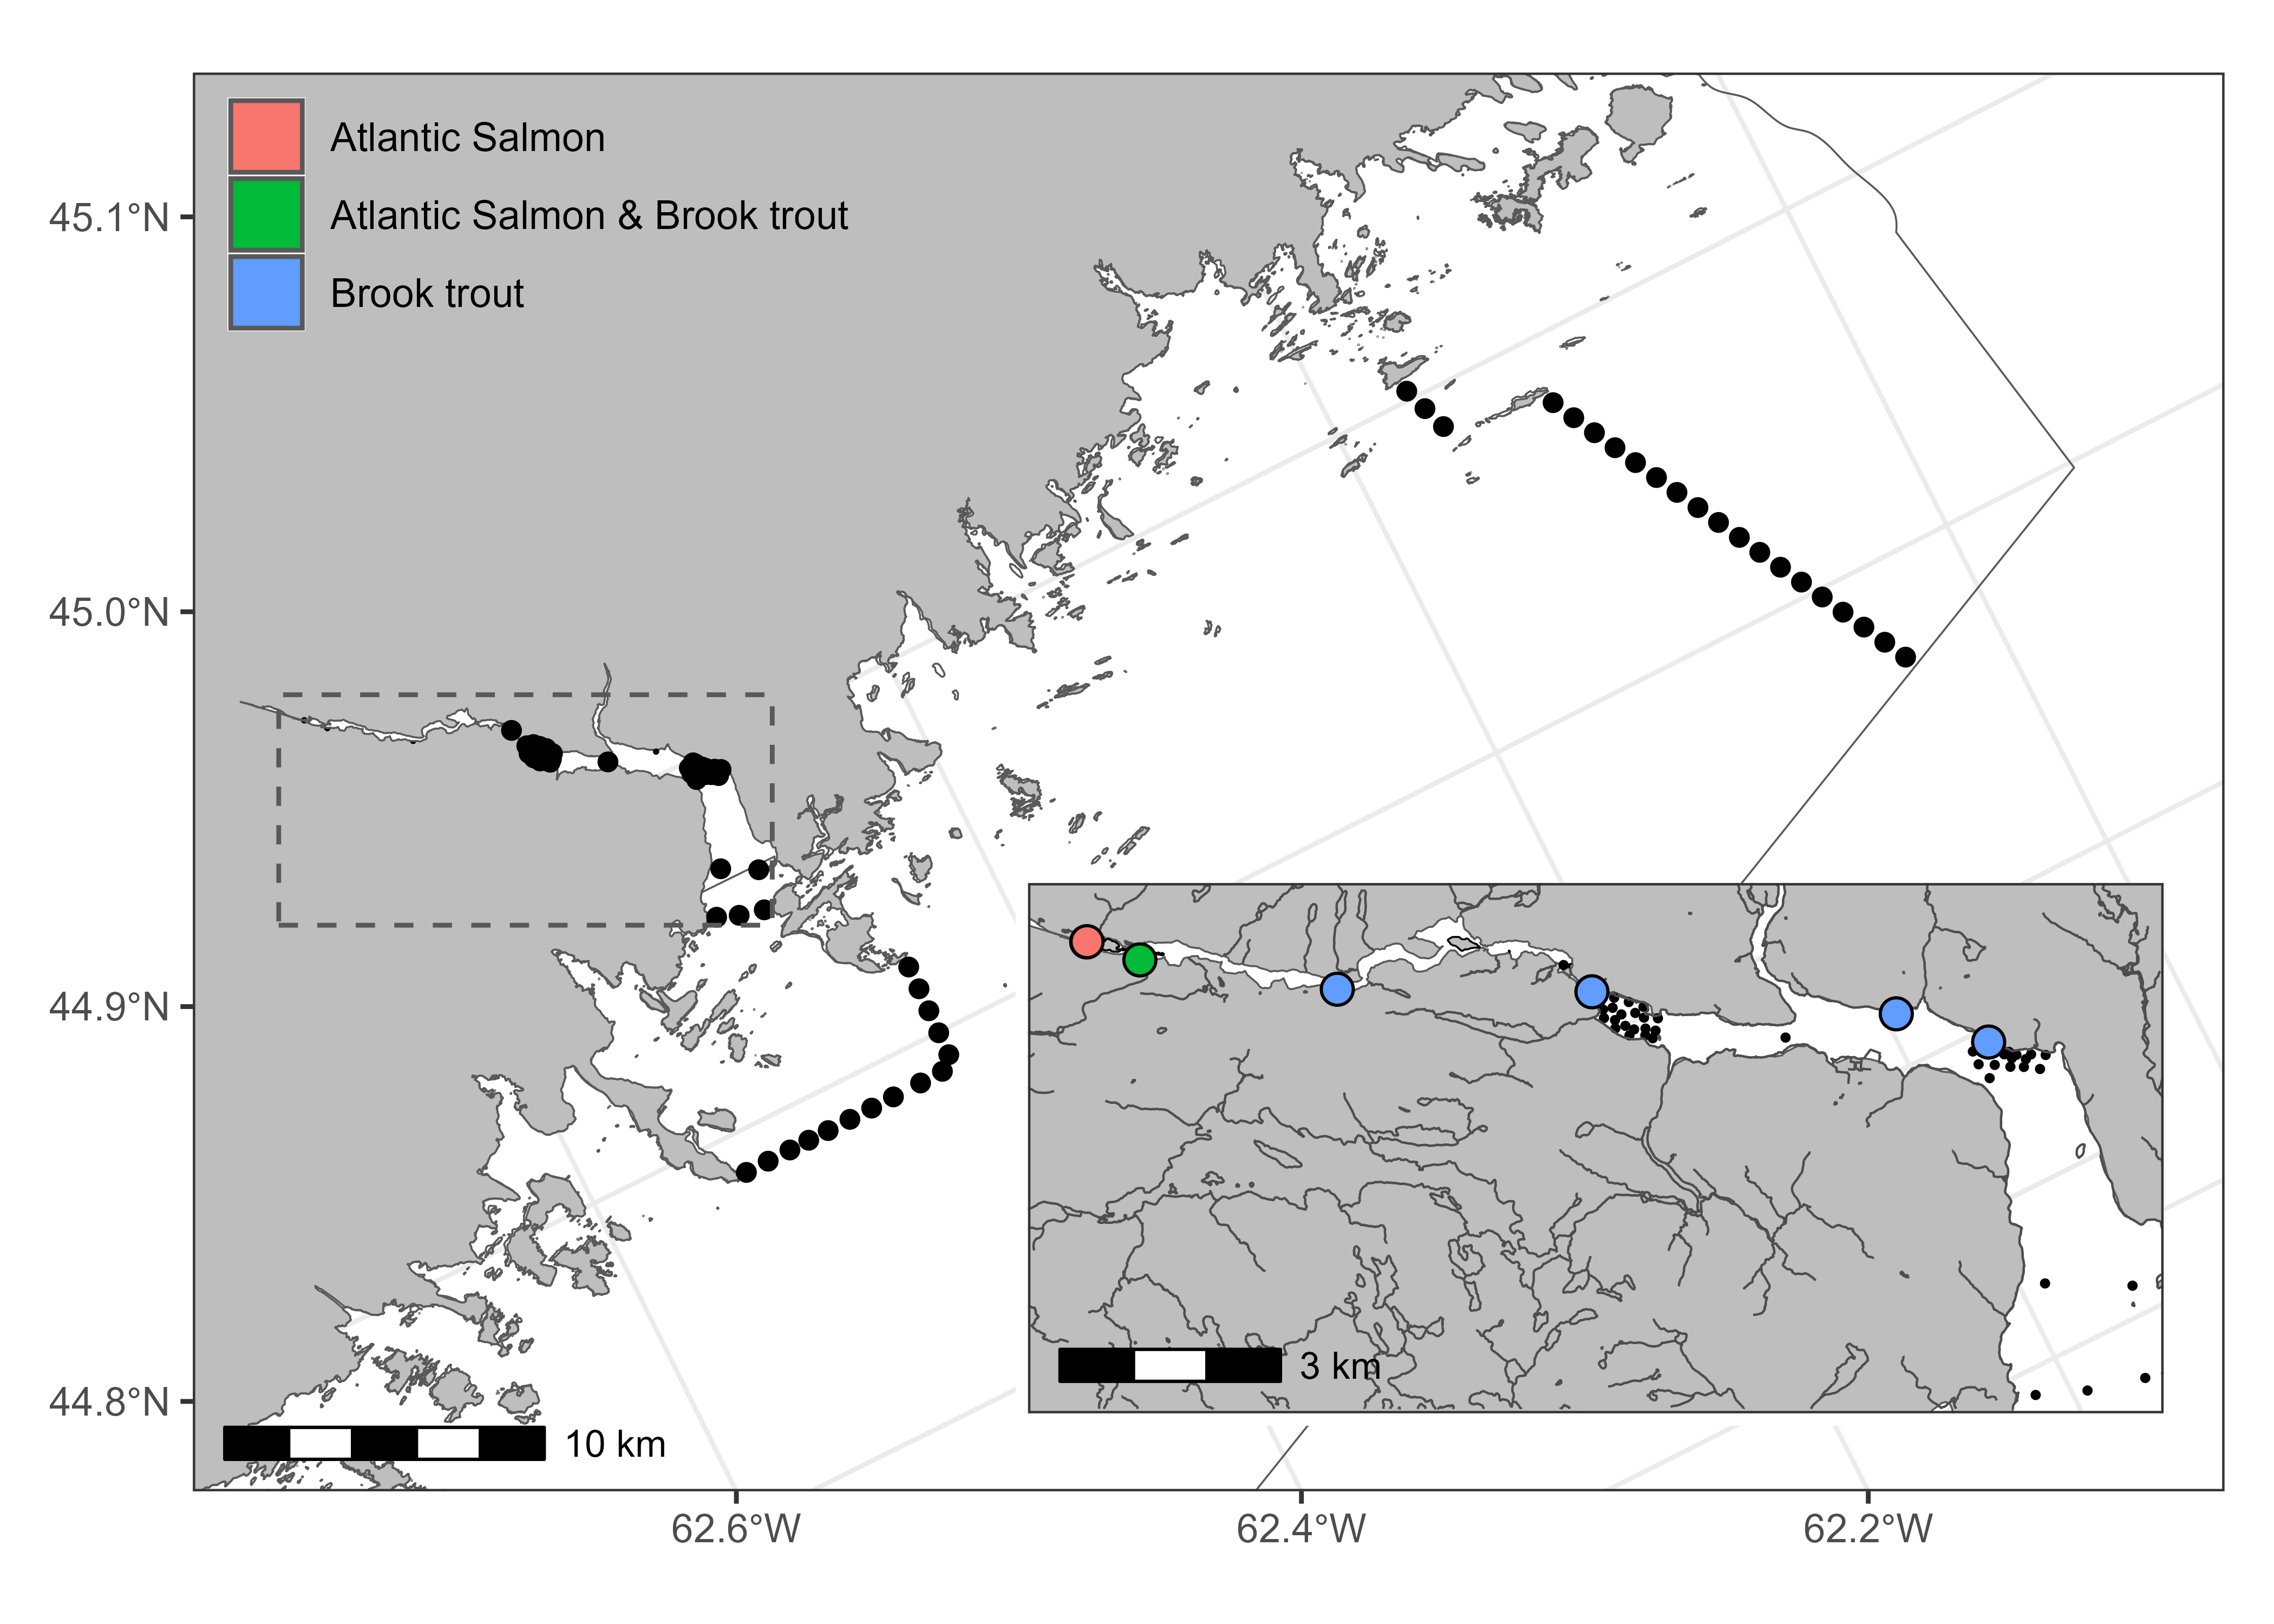 Atlantic Salmon
Atlantic Salmon & Brook trout
Brook trout
45.1°N
45.0°N
44.9°N
44.8°N
3 km
10 km
62.6°W
62.4°W
62.2°W